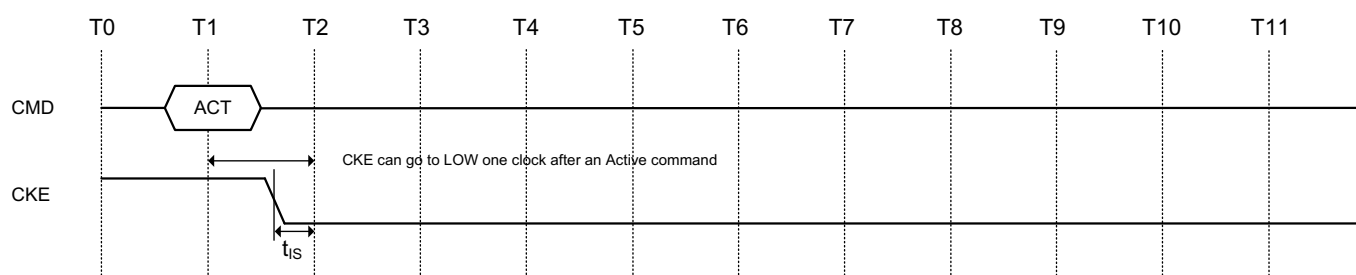 T0 T1 T2 T3 T4 T5 T6 T7 T8 T9 T10 T11
CMD ACT
CKE can go to LOW one clock after an Active command
CKE
tIS